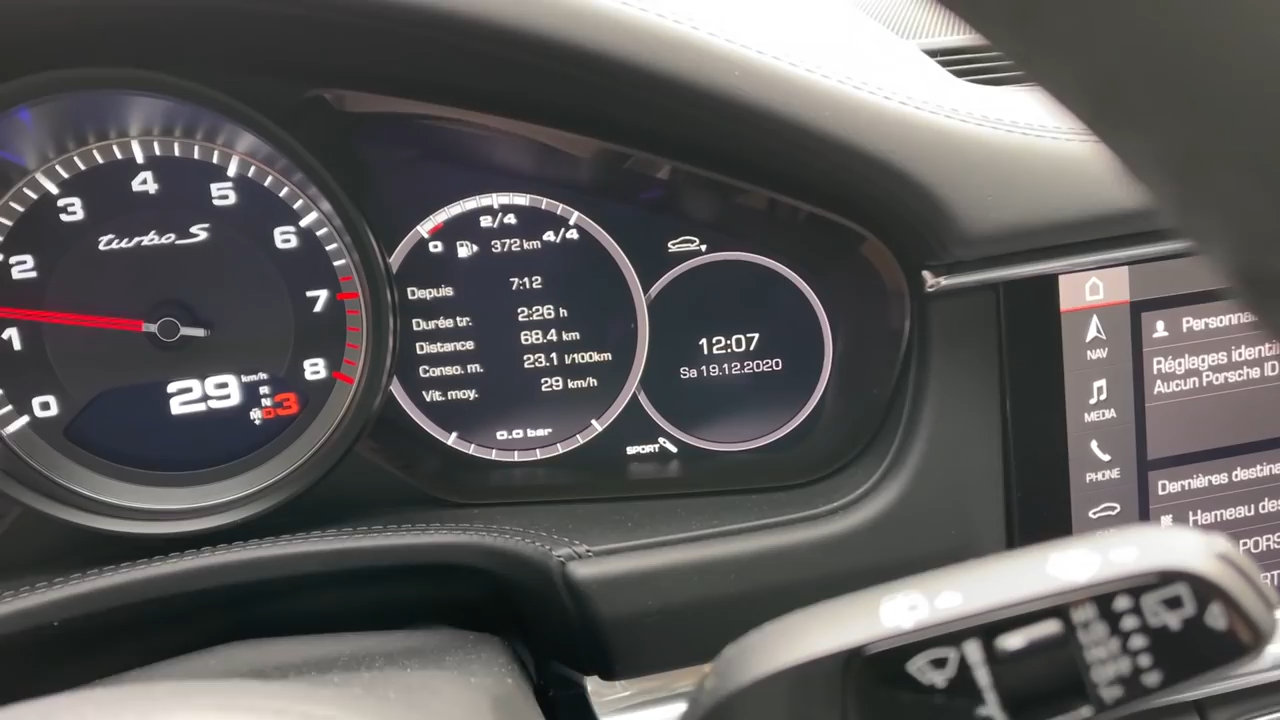 0
1
2
3
4
5
6
7
8
turbo S
29 km/h
R
N
M 3
0 2/4 4/4
372 km
Depuis 7:12
Durée tr. 2:26 h
Distance 68.4 km
Conso. m. 23.1 l/100km
Vit. moy. 29 km/h
0.0 bar
12:07
Sa 19.12.2020
SPORT
NAV
MEDIA
PHONE
Réglages identi
Aucun Porsche ID
Dernières destina
Hameau des
PORS